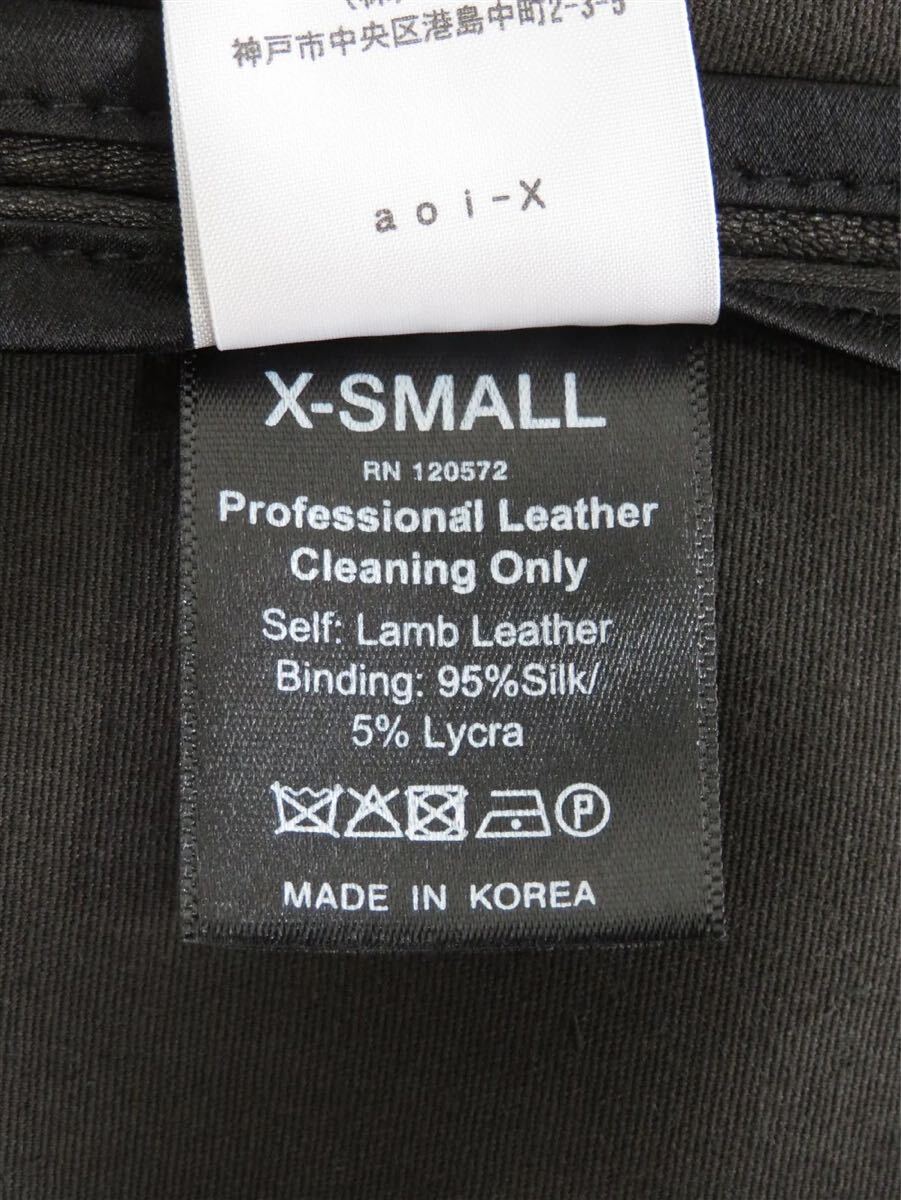 神戸市中央区港島中町2-3-5
aoi-X
X-SMALL
RN 120572
Professional Leather
Cleaning Only
Self: Lamb Leather
Binding: 95%Silk/
5% Lycra
P
MADE IN KOREA